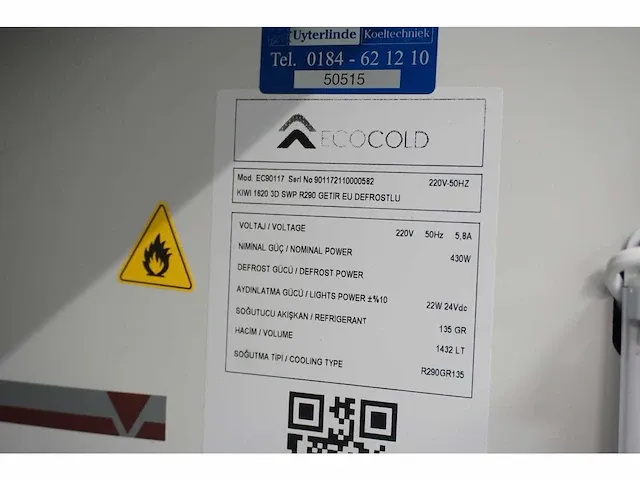 Uyterlinde Koeltechniek
Tel. 0184 - 62 12 10
50515
ECOCOLD
Mod. EC90117 Seri No 901172110000582 220V-50HZ
KIWI 1620 3D SWP R290 GETIR EU DEFROSTLU
VOLTAJ / VOLTAGE 220V 50Hz 5,8A
NIMINAL GÜÇ / NOMINAL POWER 430W
DEFROST GÜCÜ / DEFROST POWER
AYDINLATMA GÜCÜ / LIGHTS POWER ±%10 22W 24Vdc
SOĞUTUCU AKIŞKAN / REFRIGERANT 135 GR
HACİM / VOLUME 1432 LT
SOĞUTMA TİPİ / COOLING TYPE R290GR135